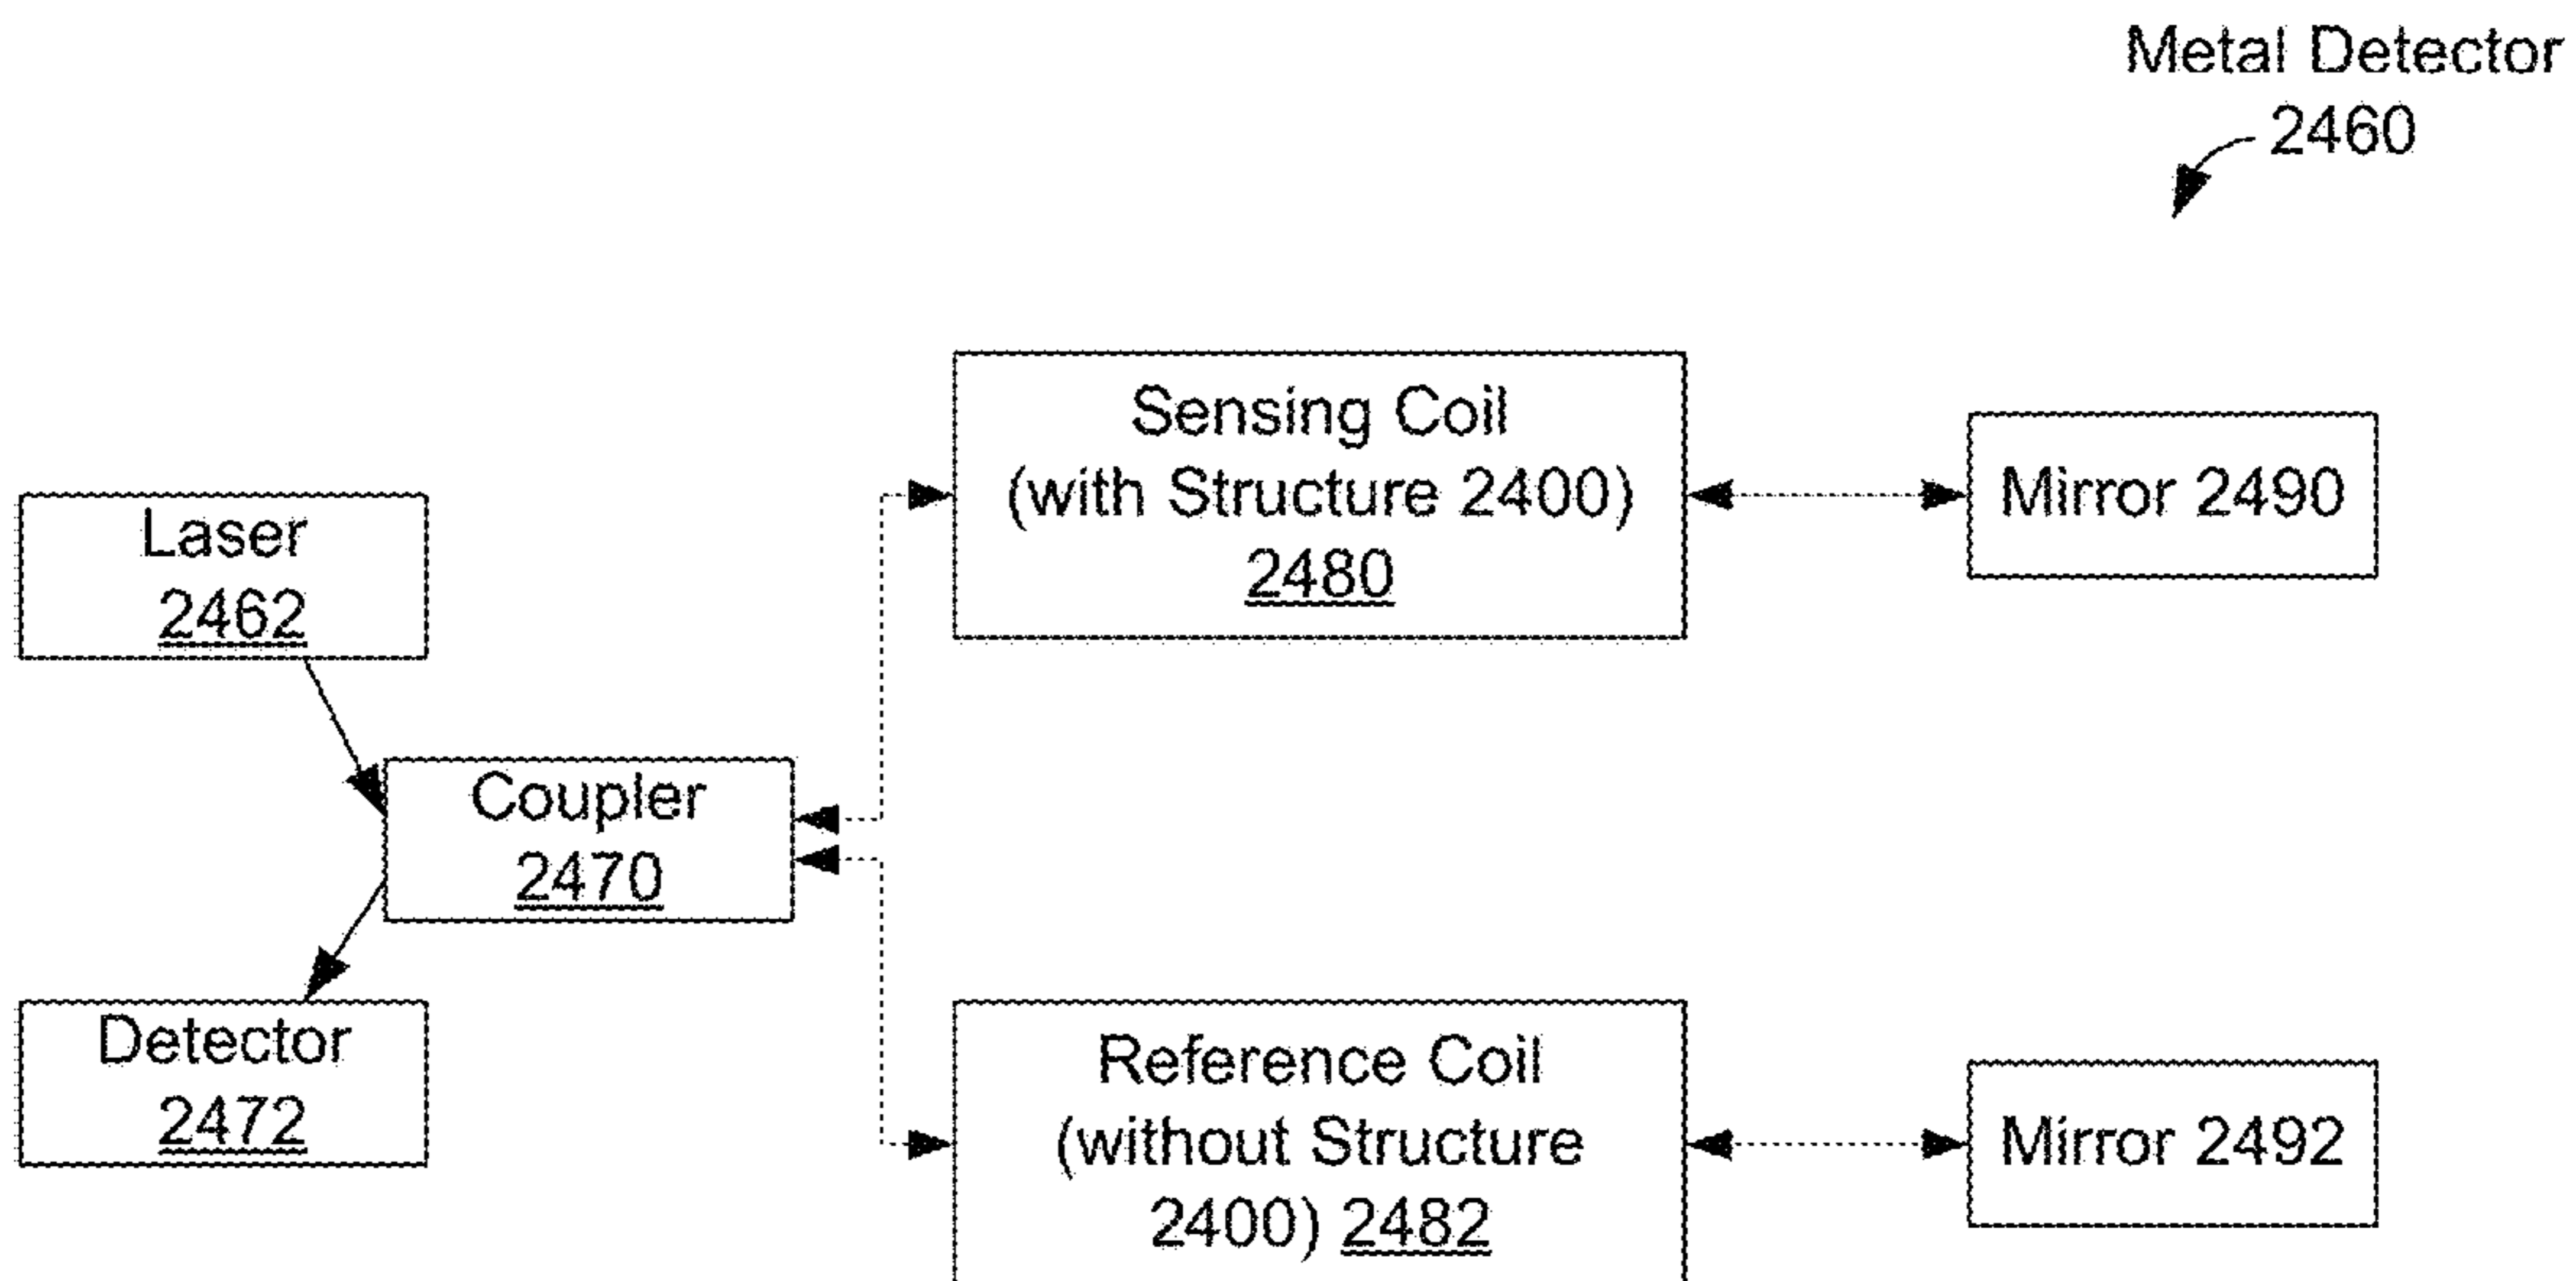 Metal Detector
2460
Sensing Coil
(with Structure 2400)
2480
Mirror 2490
Laser
2462
Coupler
2470
Detector
2472
Reference Coil
(without Structure
2400) 2482
Mirror 2492